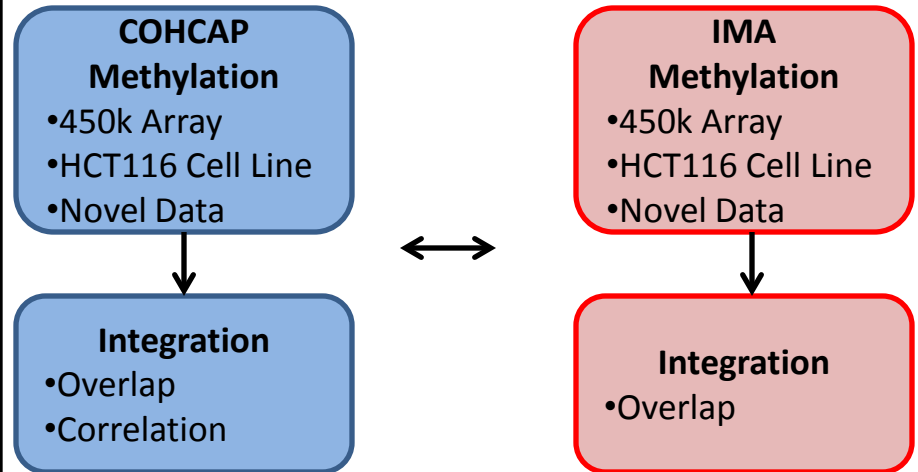 COHCAP
Methylation
•450k Array
•HCT116 Cell Line
•Novel Data
IMA
Methylation
•450k Array
•HCT116 Cell Line
•Novel Data
Integration
•Overlap
•Correlation
Integration
•Overlap